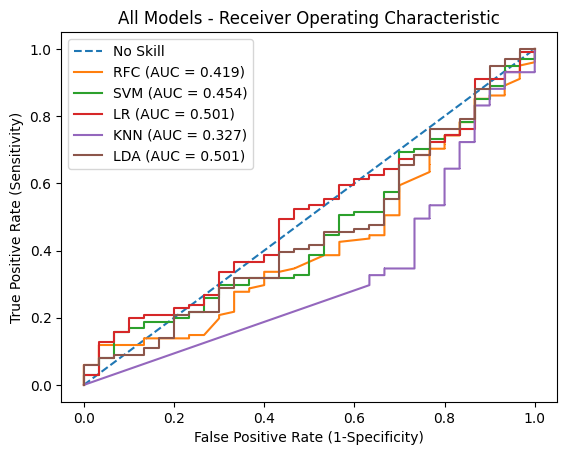 All Models - Receiver Operating Characteristic
No Skill
RFC (AUC = 0.419)
SVM (AUC = 0.454)
LR (AUC = 0.501)
KNN (AUC = 0.327)
LDA (AUC = 0.501)
True Positive Rate (Sensitivity)
1.0
0.8
0.6
0.4
0.2
0.0
0.0 0.2 0.4 0.6 0.8 1.0
False Positive Rate (1-Specificity)